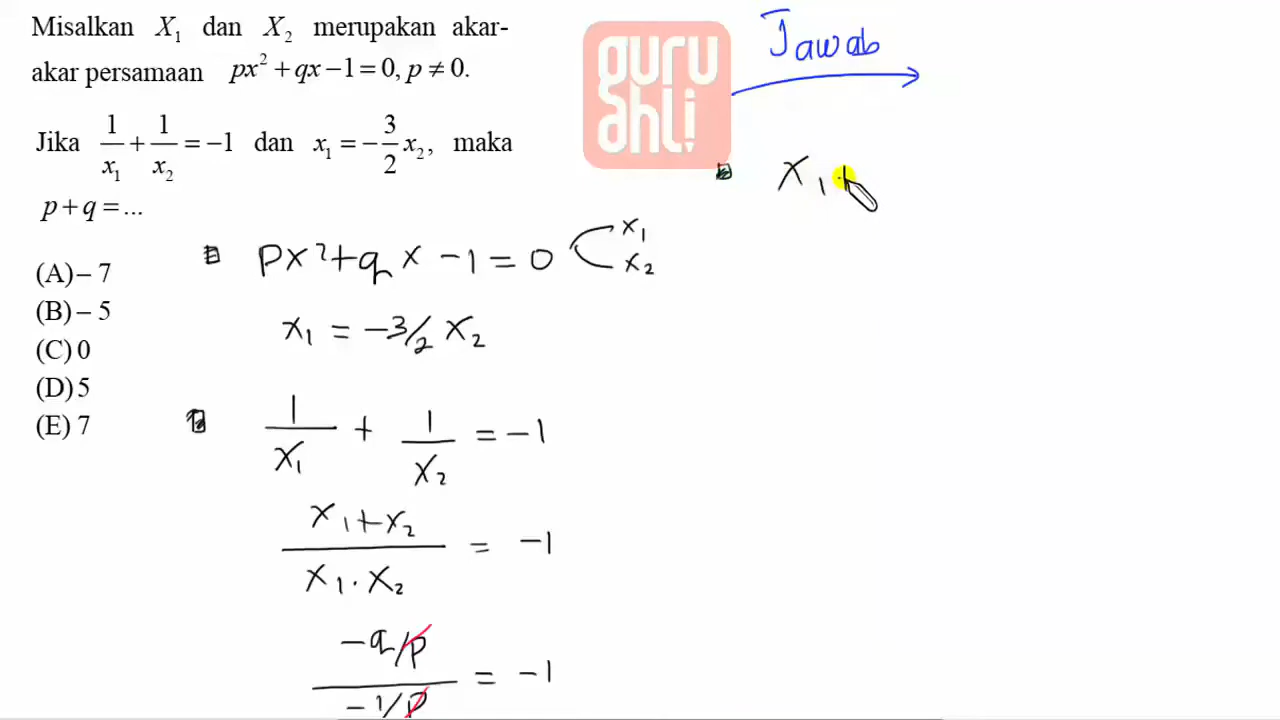 Misalkan X₁ dan X₂ merupakan akar-
akar persamaan px² + qx − 1 = 0, p ≠ 0.
Jika 1/x₁ + 1/x₂ = −1 dan x₁ = −3/2 x₂, maka
p + q = ...
(A) – 7
(B) – 5
(C) 0
(D) 5
(E) 7
px² + qx − 1 = 0 x₁ x₂
x₁ = −3/2 x₂
1/x₁ + 1/x₂ = −1
x₁ + x₂ / x₁ . x₂ = −1
−q/p / −1/p = −1
guru
ahli
Jawab
x₁ +